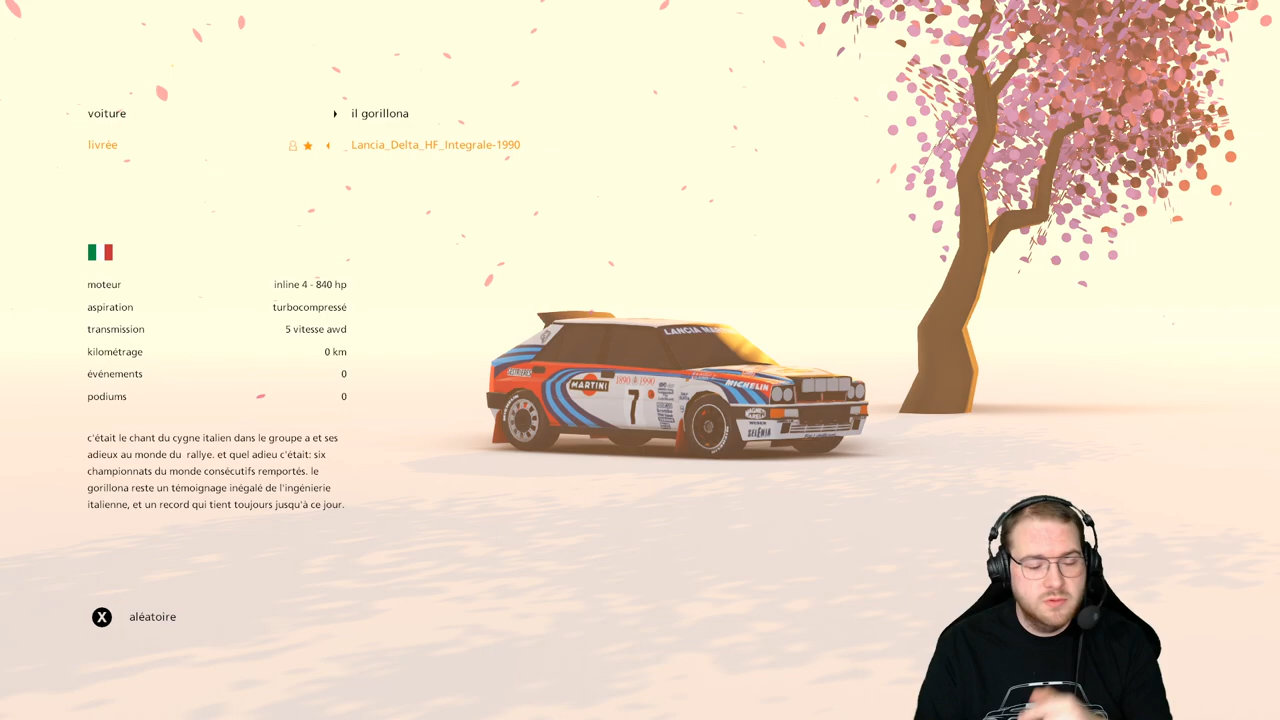 voiture
il gorillona
livrée
Lancia_Delta_HF_Integrale-1990
moteur
inline 4 - 840 hp
aspiration
turbocompressé
transmission
5 vitesse awd
kilométrage
0 km
événements
0
podiums
0
c'était le chant du cygne italien dans le groupe a et ses
adieux au monde du rallye. et quel adieu c'était: six
championnats du monde consécutifs remportés. le
gorillona reste un témoignage inégalé de l'ingénierie
italienne, et un record qui tient toujours jusqu'à ce jour.
X aléatoire
MARTINI
7
MICHELIN
SELENIA